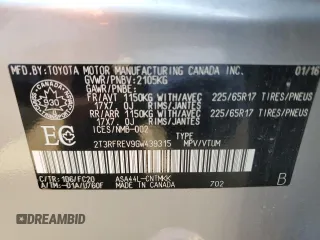 MFD.BY:TOYOTA MOTOR MANUFACTURING CANADA INC. 01/16
GVWR/PNBV:2105KG
GAWR/PNBE:
FR/AVT 1150KG WITH/AVEC 225/65R17 TIRES/PNEUS
17X7 0J RIMS/JANTES
RR/ARR 1150KG WITH/AVEC 225/65R17 TIRES/PNEUS
17X7 0J RIMS/JANTES
ICES/NMB-002
TYPE
2T3RFREV9GW439315 MPV/VTUM
EC
CANADA
930
C/TR:1D6/FC20 ASA44L-CNTMKK
A/TM:-01A/U760F 702 B
AutoHelperBot